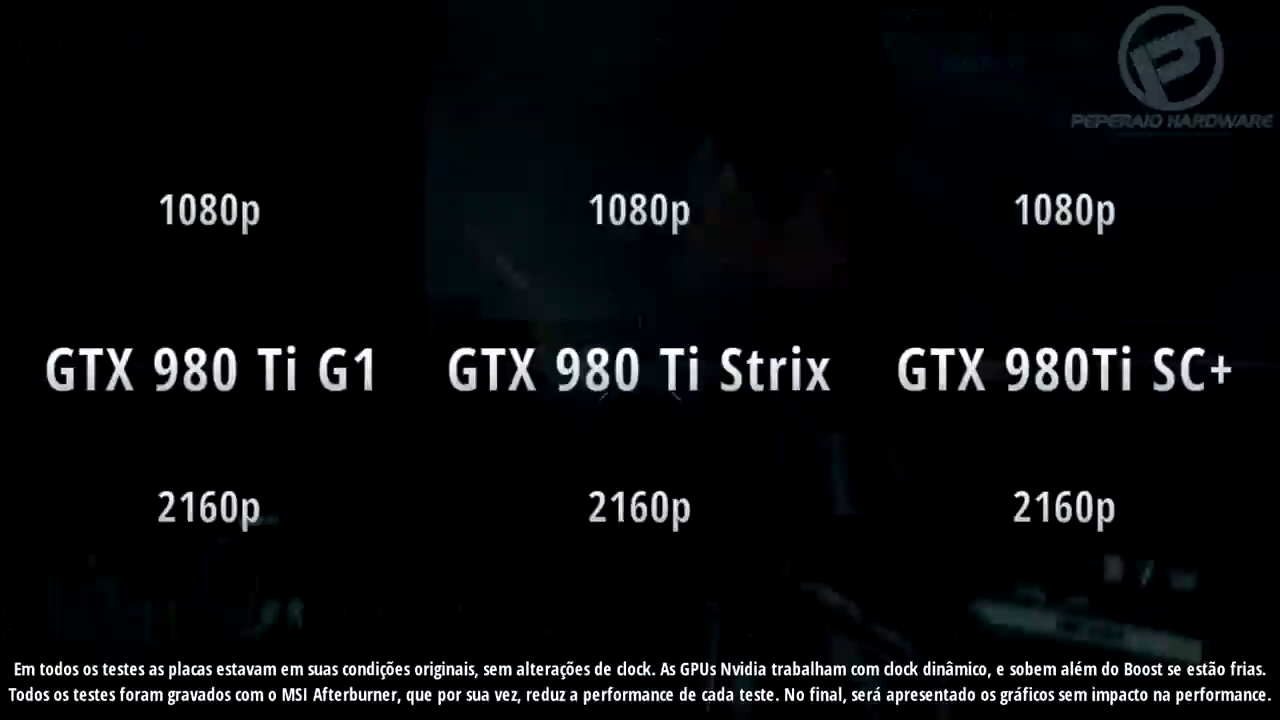 PEPERAIO HARDWARE
1080p 1080p 1080p
GTX 980 Ti G1 GTX 980 Ti Strix GTX 980Ti SC+
2160p 2160p 2160p
Em todos os testes as placas estavam em suas condições originais, sem alterações de clock. As GPUs Nvidia trabalham com clock dinâmico, e sobem além do Boost se estão frias.
Todos os testes foram gravados com o MSI Afterburner, que por sua vez, reduz a performance de cada teste. No final, será apresentado os gráficos sem impacto na performance.